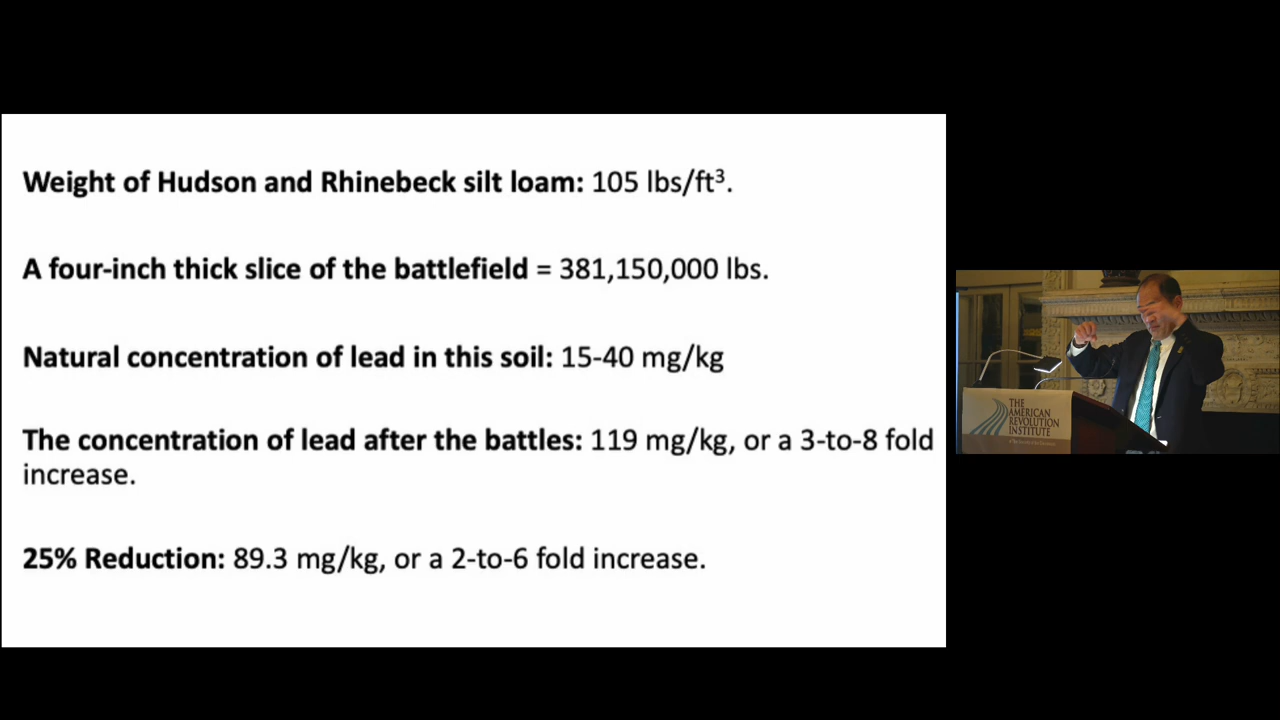 Weight of Hudson and Rhinebeck silt loam: 105 lbs/ft³.
A four-inch thick slice of the battlefield = 381,150,000 lbs.
Natural concentration of lead in this soil: 15-40 mg/kg
The concentration of lead after the battles: 119 mg/kg, or a 3-to-8 fold
increase.
25% Reduction: 89.3 mg/kg, or a 2-to-6 fold increase.
THE
AMERICAN
REVOLUTION
INSTITUTE